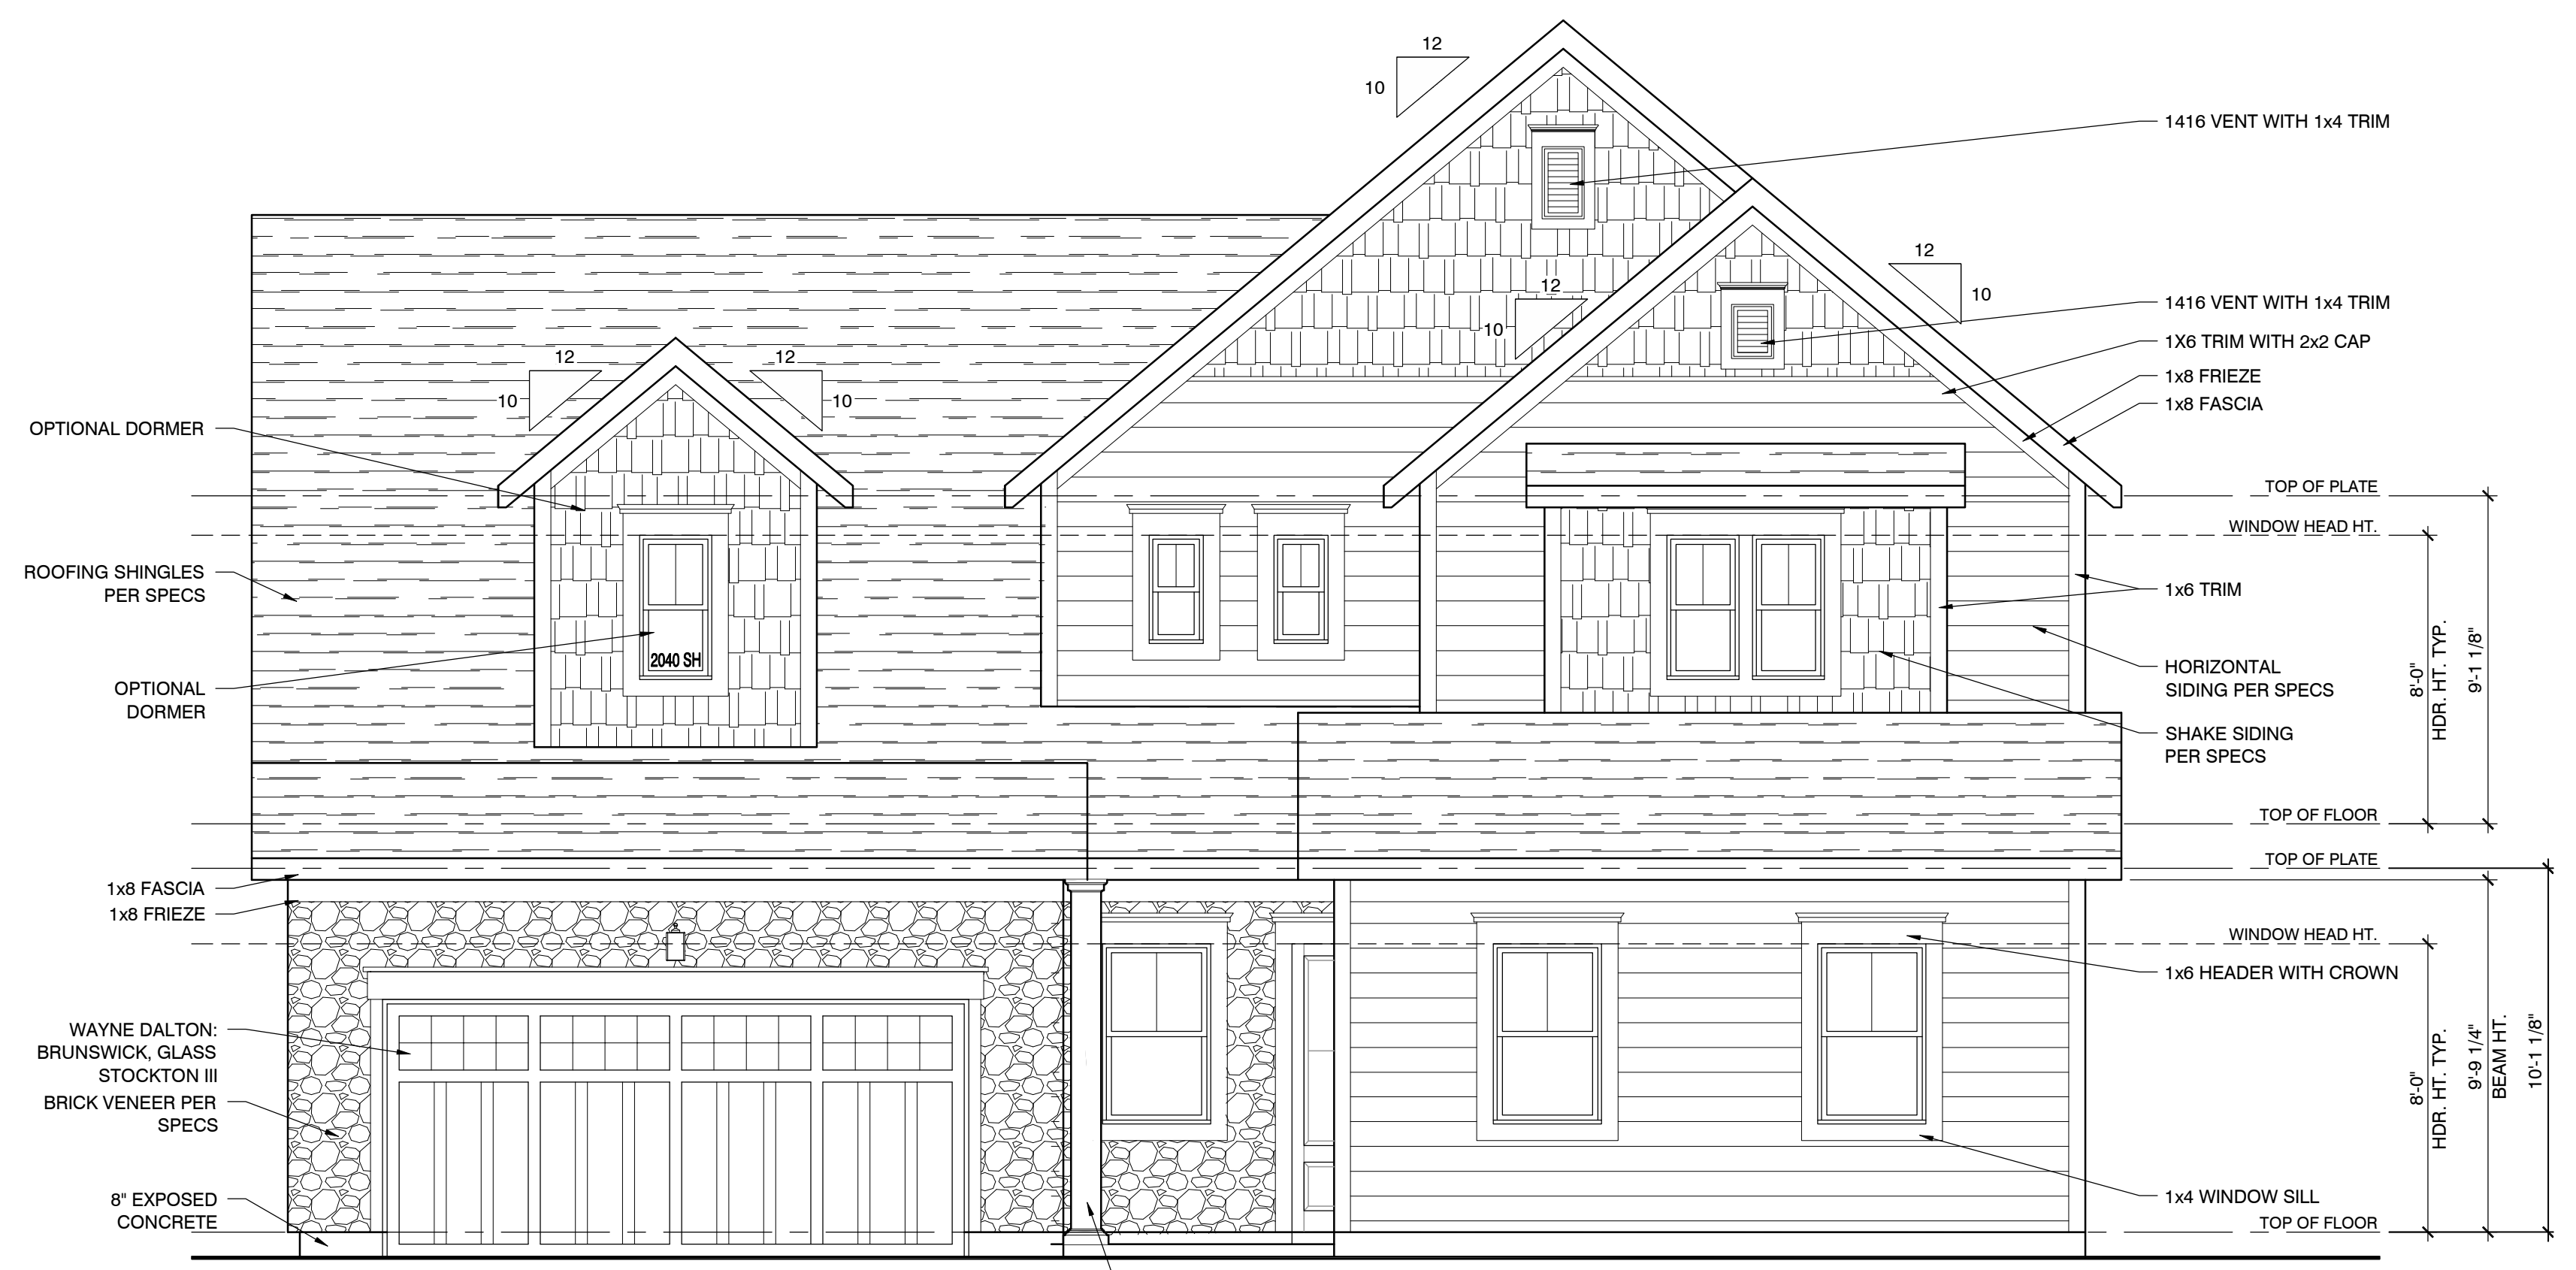 12
10
1416 VENT WITH 1x4 TRIM
12
10
12
10
1416 VENT WITH 1x4 TRIM
1X6 TRIM WITH 2x2 CAP
1x8 FRIEZE
1x8 FASCIA
12
10
12
10
OPTIONAL DORMER
TOP OF PLATE
WINDOW HEAD HT.
ROOFING SHINGLES
PER SPECS
1x6 TRIM
2040 SH
OPTIONAL
DORMER
HORIZONTAL
SIDING PER SPECS
SHAKE SIDING
PER SPECS
8'-0"
HDR. HT. TYP.
9'-1 1/8"
TOP OF FLOOR
TOP OF PLATE
1x8 FASCIA
1x8 FRIEZE
WINDOW HEAD HT.
1x6 HEADER WITH CROWN
WAYNE DALTON:
BRUNSWICK, GLASS
STOCKTON III
BRICK VENEER PER
SPECS
8'-0"
HDR. HT. TYP.
9'-9 1/4"
BEAM HT.
10'-1 1/8"
8" EXPOSED
CONCRETE
1x4 WINDOW SILL
TOP OF FLOOR